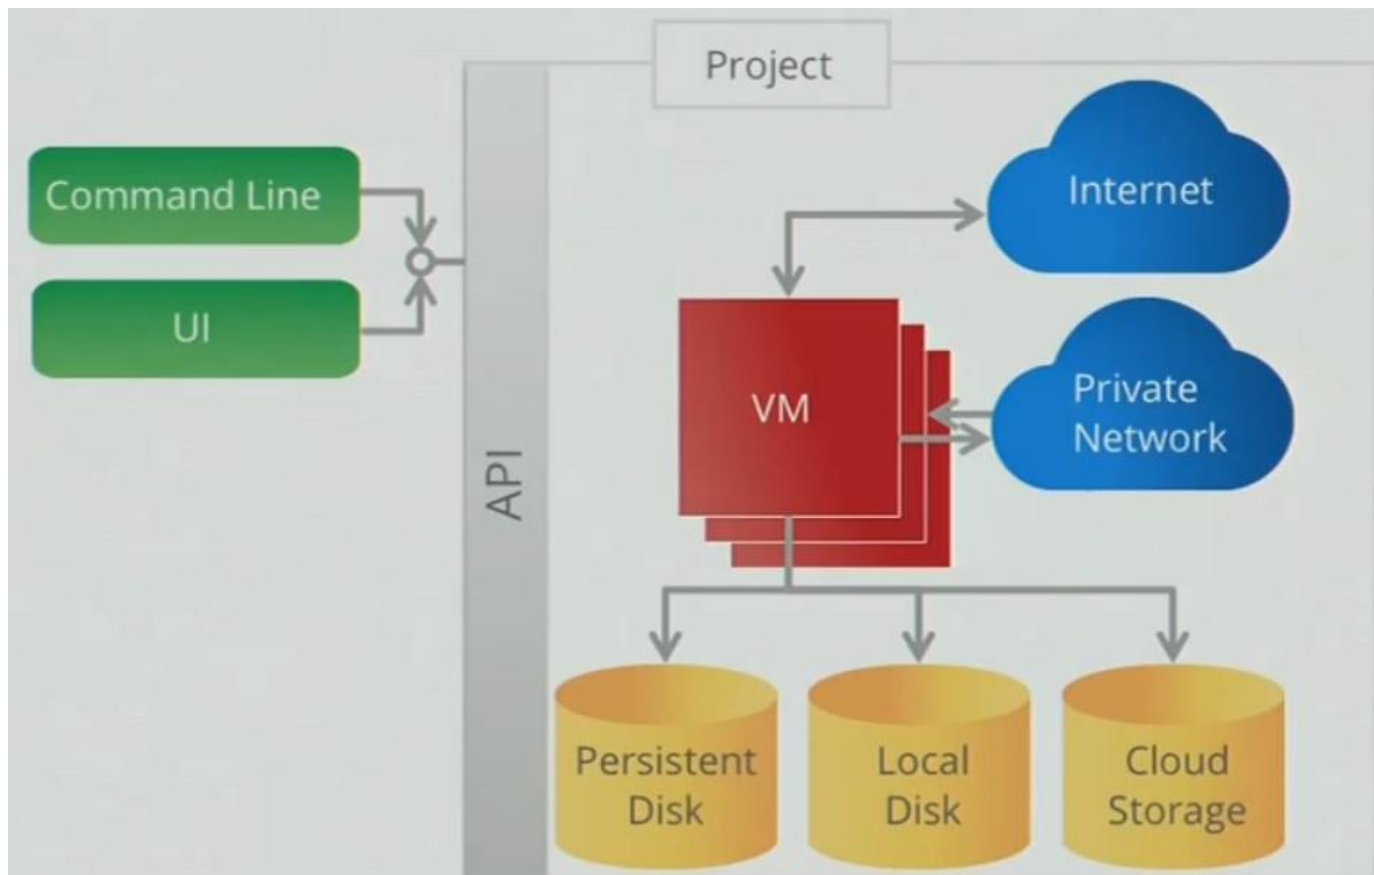 Project
Command Line
Internet
UI
Private
Network
VM
API
Persistent
Disk
Local
Disk
Cloud
Storage